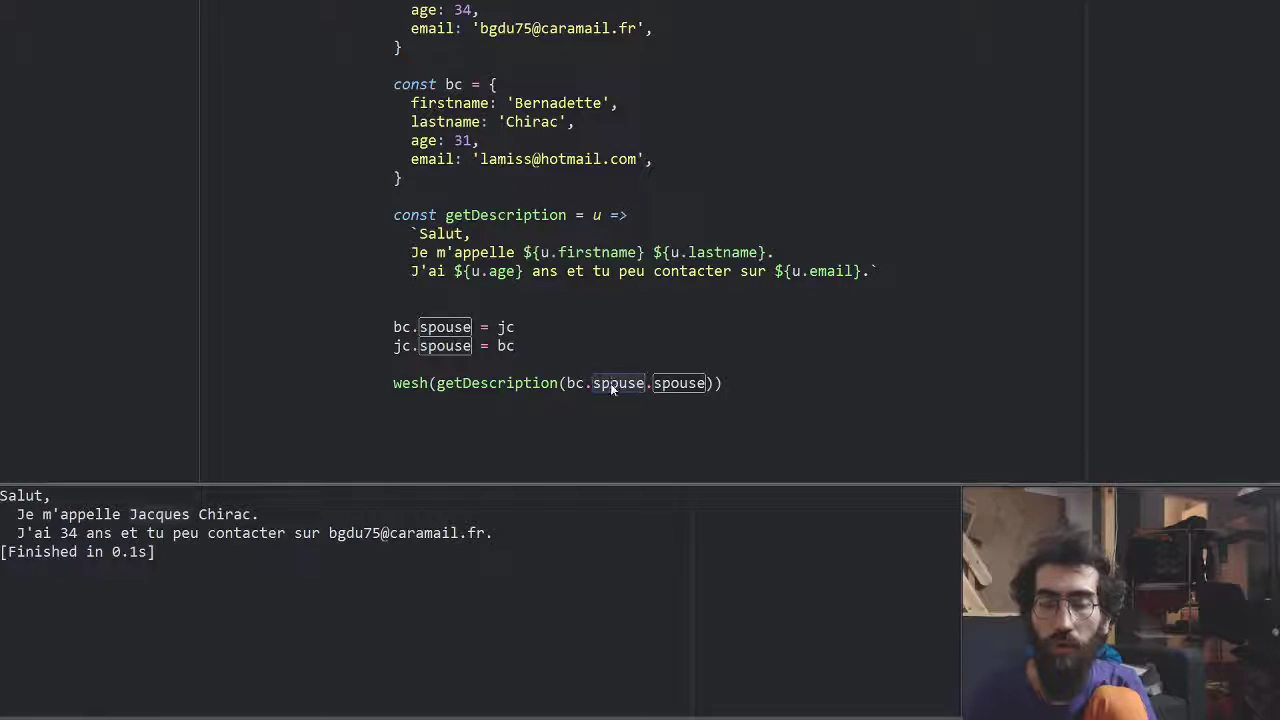 age: 34,
email: 'bgdu75@caramail.fr',
}
const bc = {
firstname: 'Bernadette',
lastname: 'Chirac',
age: 31,
email: 'lamiss@hotmail.com',
}
const getDescription = u =>
`Salut,
Je m'appelle ${u.firstname} ${u.lastname}.
J'ai ${u.age} ans et tu peu contacter sur ${u.email}.`
bc.spouse = jc
jc.spouse = bc
wesh(getDescription(bc.spouse.spouse))
Salut,
Je m'appelle Jacques Chirac.
J'ai 34 ans et tu peu contacter sur bgdu75@caramail.fr.
[Finished in 0.1s]